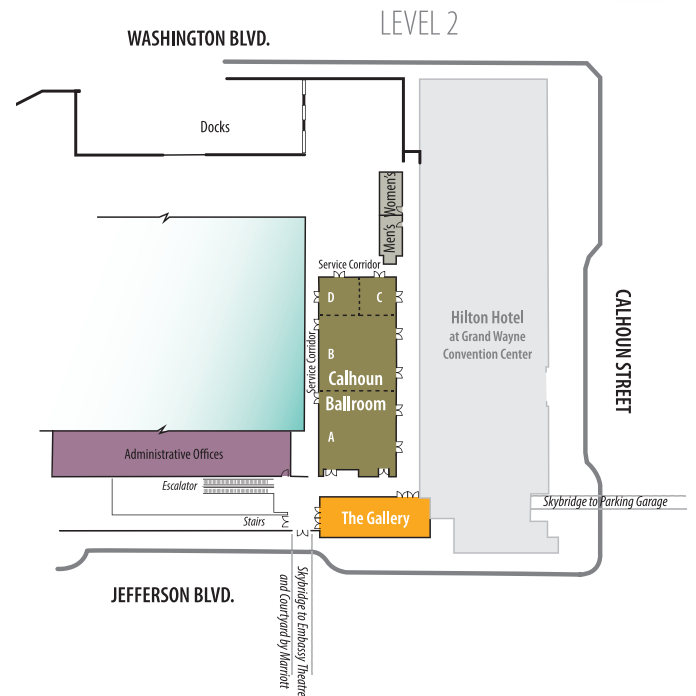 LEVEL 2
WASHINGTON BLVD.
Docks
Women's
Men's
Service Corridor
D
C
Service Corridor
B
Calhoun
Ballroom
A
Hilton Hotel
at Grand Wayne
Convention Center
CALHOUN STREET
Administrative Offices
Escalator
Stairs
The Gallery
Skybridge to Parking Garage
JEFFERSON BLVD.
Skybridge to Embassy Theatre
and Courtyard by Marriott